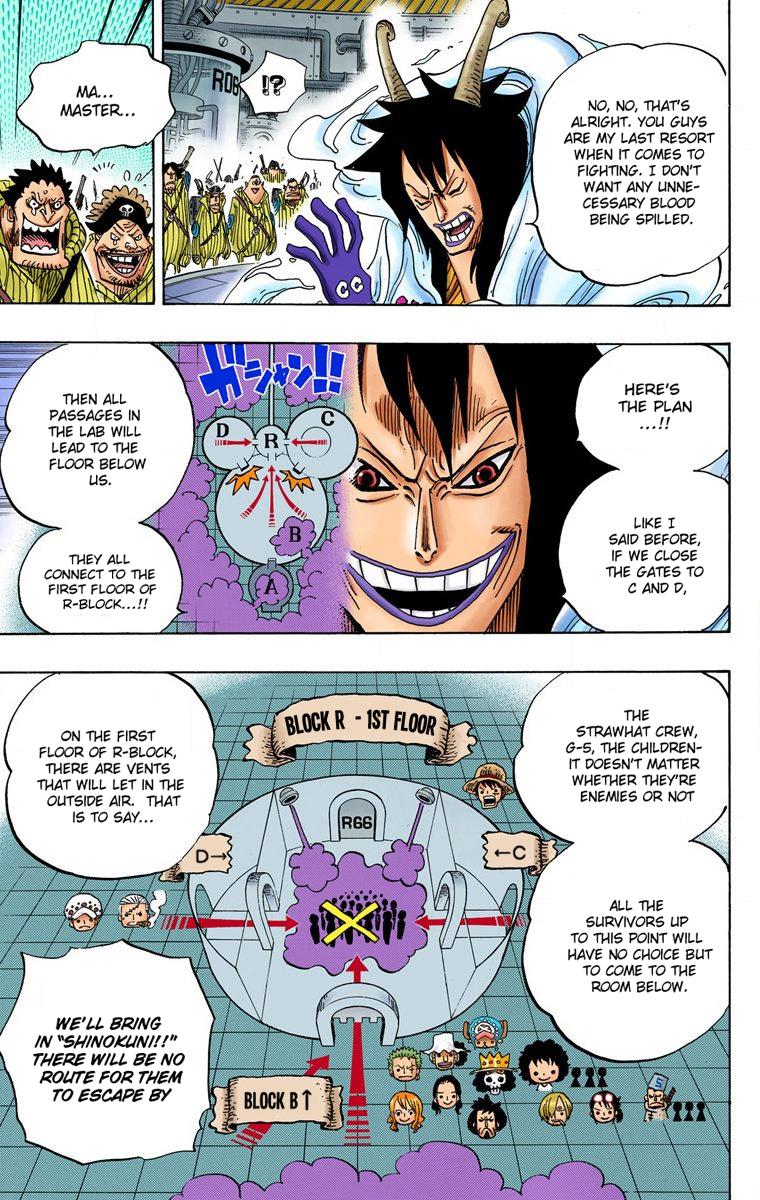 NO, NO, THAT'S
ALRIGHT. YOU GUYS
ARE MY LAST RESORT
WHEN IT COMES TO
FIGHTING. I DON'T
WANT ANY UNNE-
CESSARY BLOOD
BEING SPILLED.
!?
R06
MA...
MASTER...
HERE'S
THE PLAN
...!!
LIKE I
SAID BEFORE,
IF WE CLOSE
THE GATES TO
C AND D,
ガシャン!!
D
R
C
B
A
THEN ALL
PASSAGES IN
THE LAB WILL
LEAD TO THE
FLOOR BELOW
US.
THEY ALL
CONNECT TO THE
FIRST FLOOR OF
R-BLOCK...!!
THE
STRAWHAT CREW,
G-5, THE CHILDREN-
IT DOESN'T MATTER
WHETHER THEY'RE
ENEMIES OR NOT
ALL THE
SURVIVORS UP
TO THIS POINT WILL
HAVE NO CHOICE BUT
TO COME TO THE
ROOM BELOW.
BLOCK R - 1ST FLOOR
R66
D→
←C
BLOCK B↑
ON THE FIRST
FLOOR OF R-BLOCK,
THERE ARE VENTS
THAT WILL LET IN THE
OUTSIDE AIR. THAT
IS TO SAY...
WE'LL BRING
IN "SHINOKUNI!!"
THERE WILL BE NO
ROUTE FOR THEM
TO ESCAPE BY